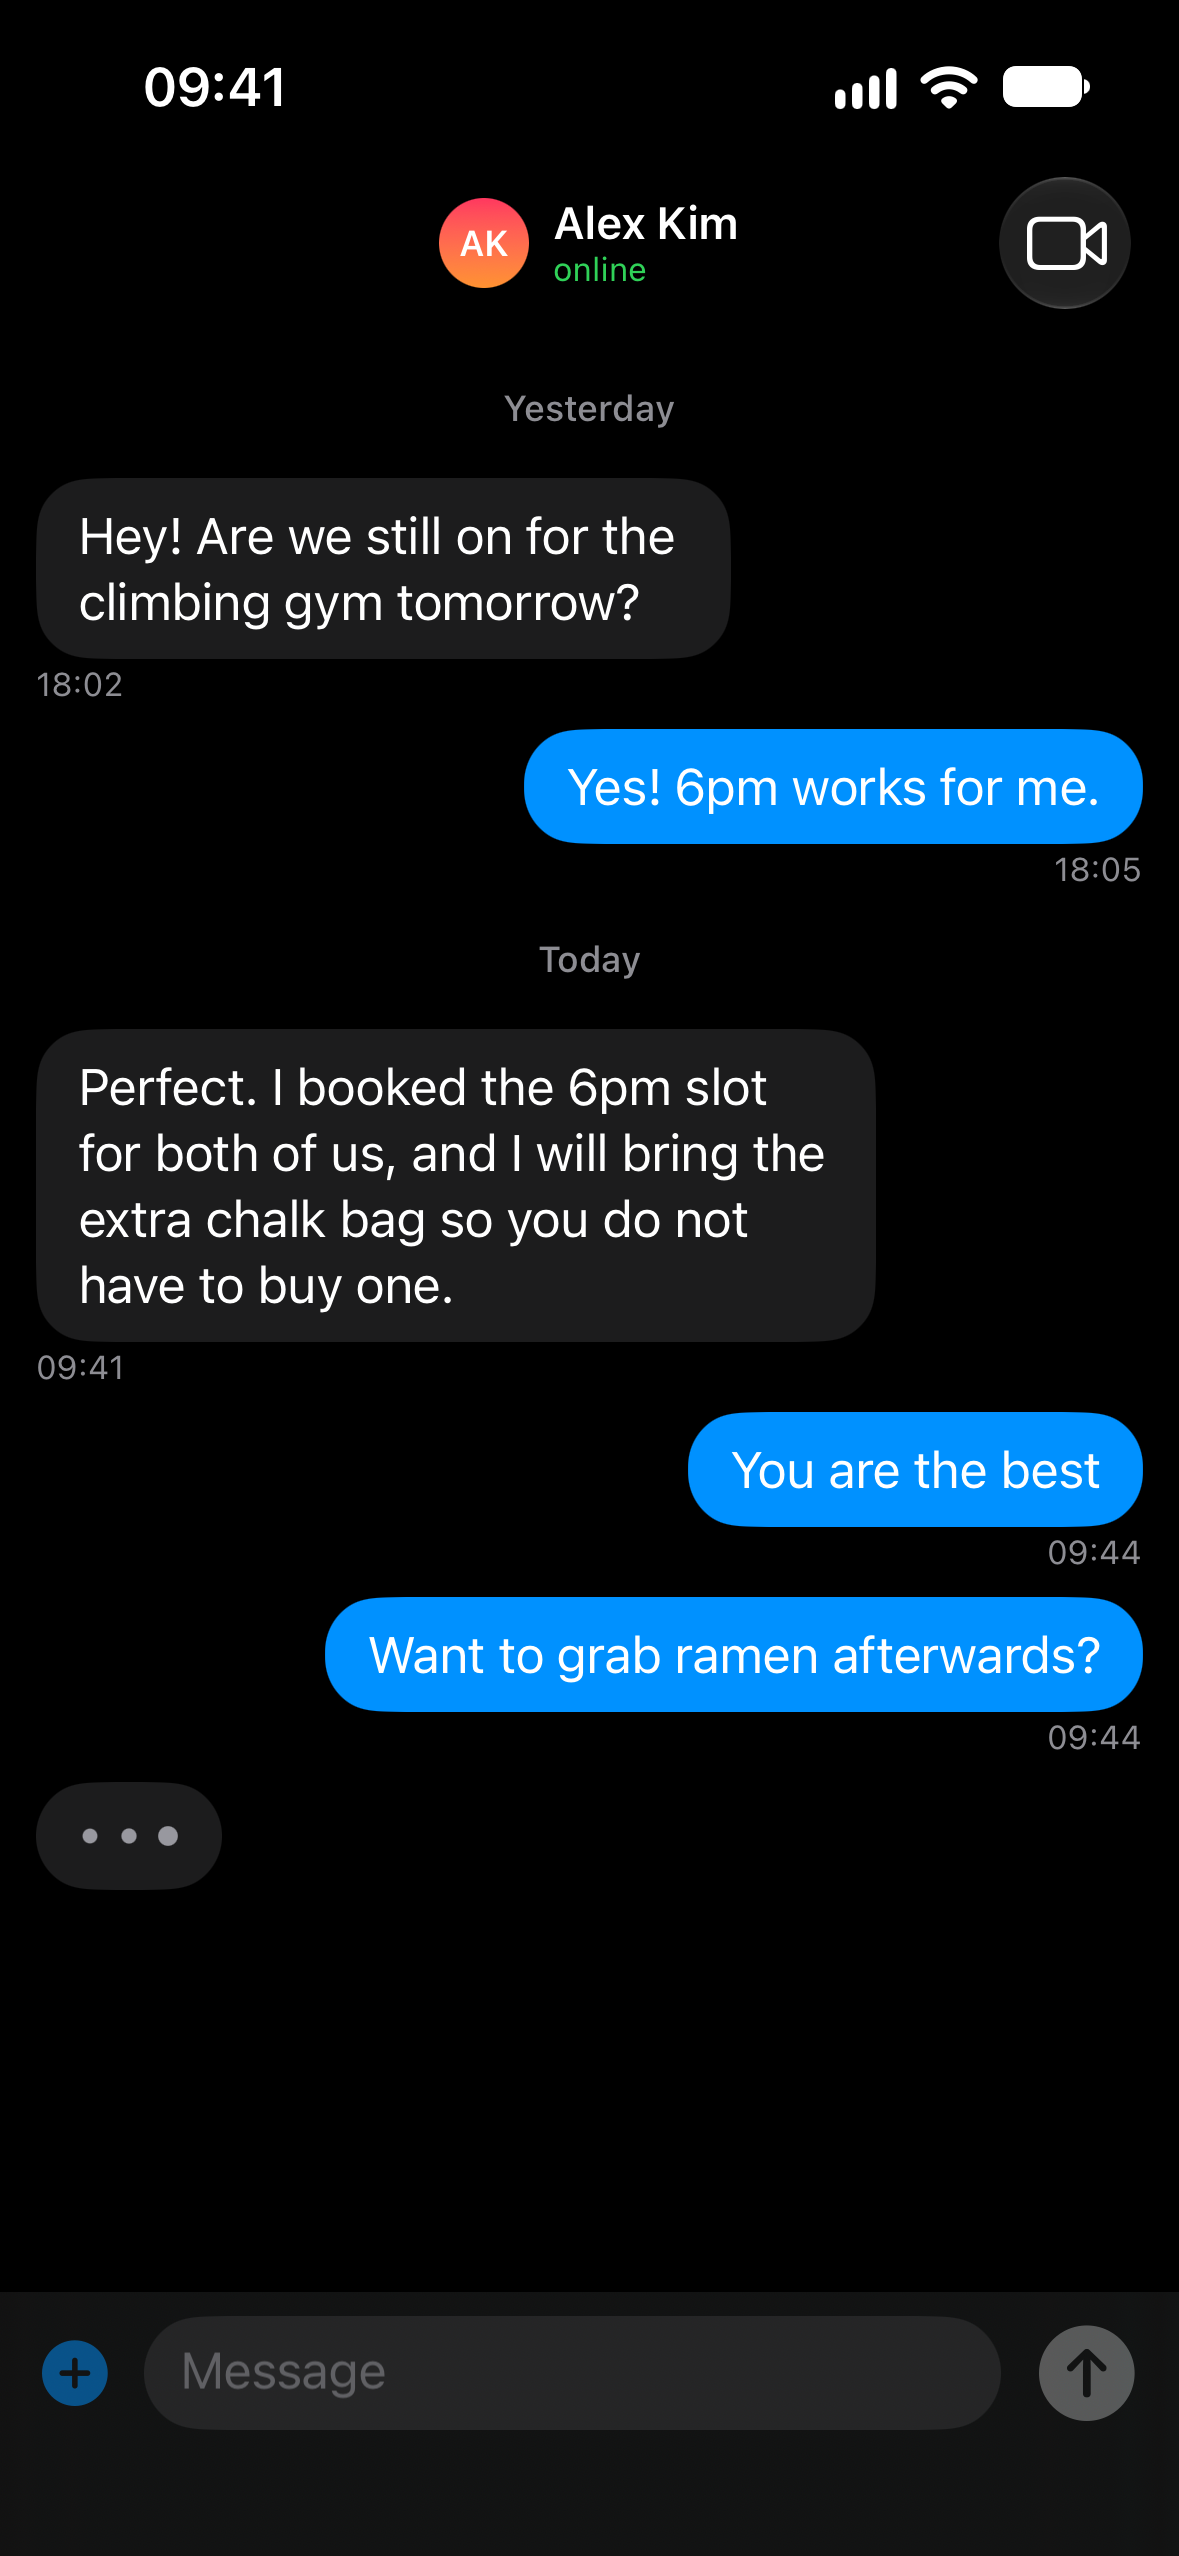 09:41
AK
Alex Kim
online
Yesterday
Hey! Are we still on for the
climbing gym tomorrow?
18:02
Yes! 6pm works for me.
18:05
Today
Perfect. I booked the 6pm slot
for both of us, and I will bring the
extra chalk bag so you do not
have to buy one.
09:41
You are the best
09:44
Want to grab ramen afterwards?
09:44
Message